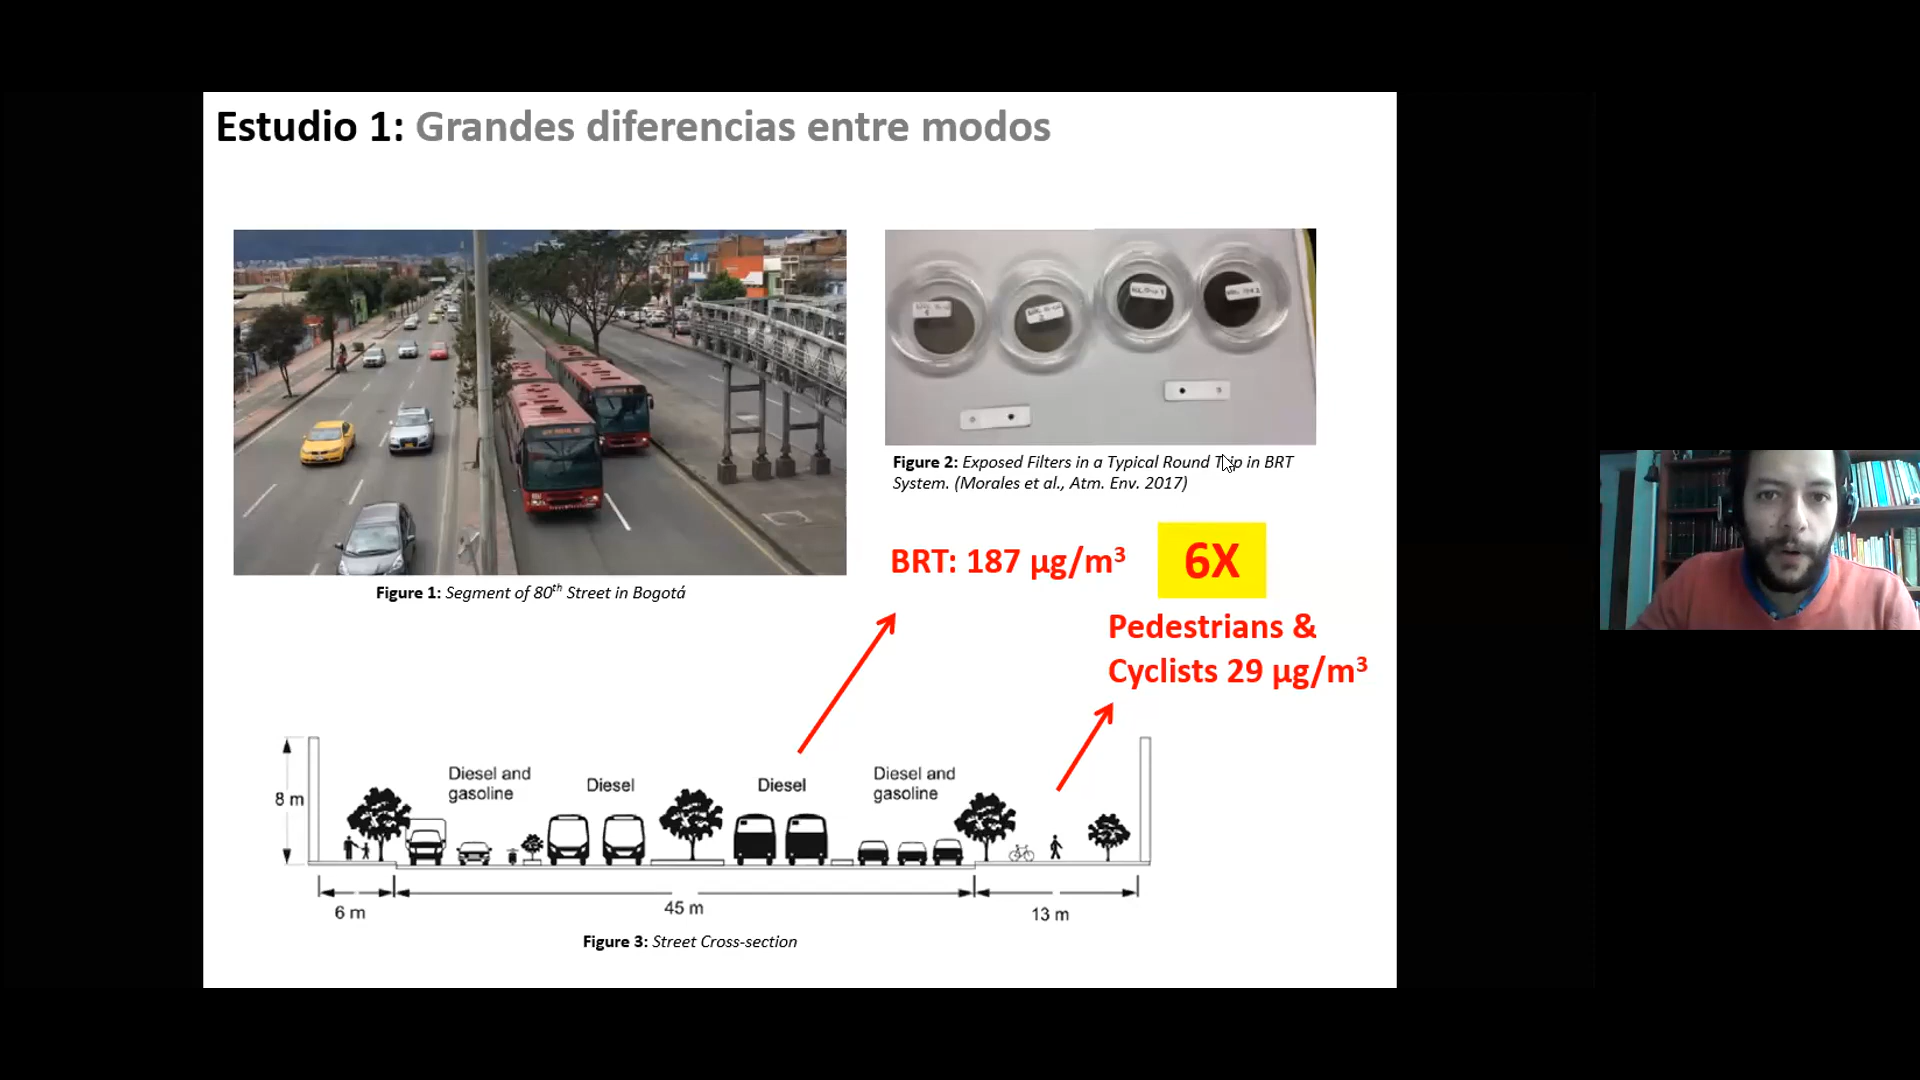 Estudio 1: Grandes diferencias entre modos
Figure 1: Segment of 80th Street in Bogotá
Figure 2: Exposed Filters in a Typical Round Trip in BRT
System. (Morales et al., Atm. Env. 2017)
BRT: 187 µg/m³
6X
Pedestrians &
Cyclists 29 µg/m³
Diesel and
gasoline
Diesel
Diesel
Diesel and
gasoline
8 m
6 m
45 m
13 m
Figure 3: Street Cross-section